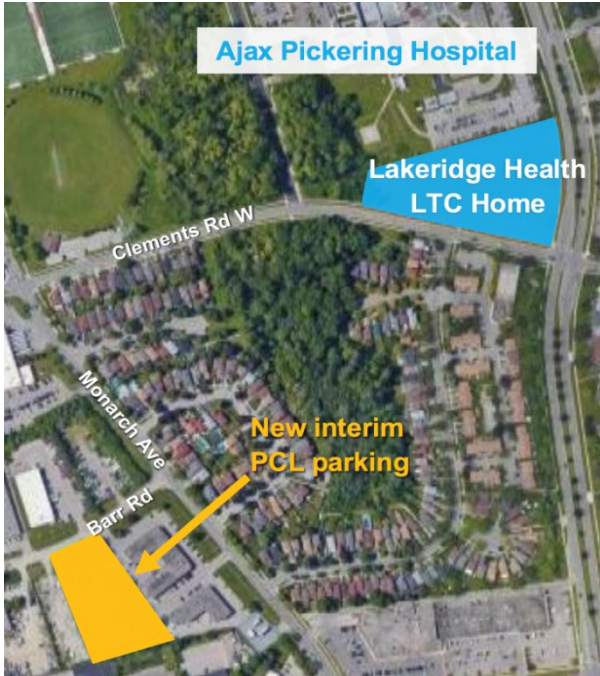 Ajax Pickering Hospital
Lakeridge Health
LTC Home
Clements Rd W
Monarch Ave
New interim
PCL parking
Barr Rd